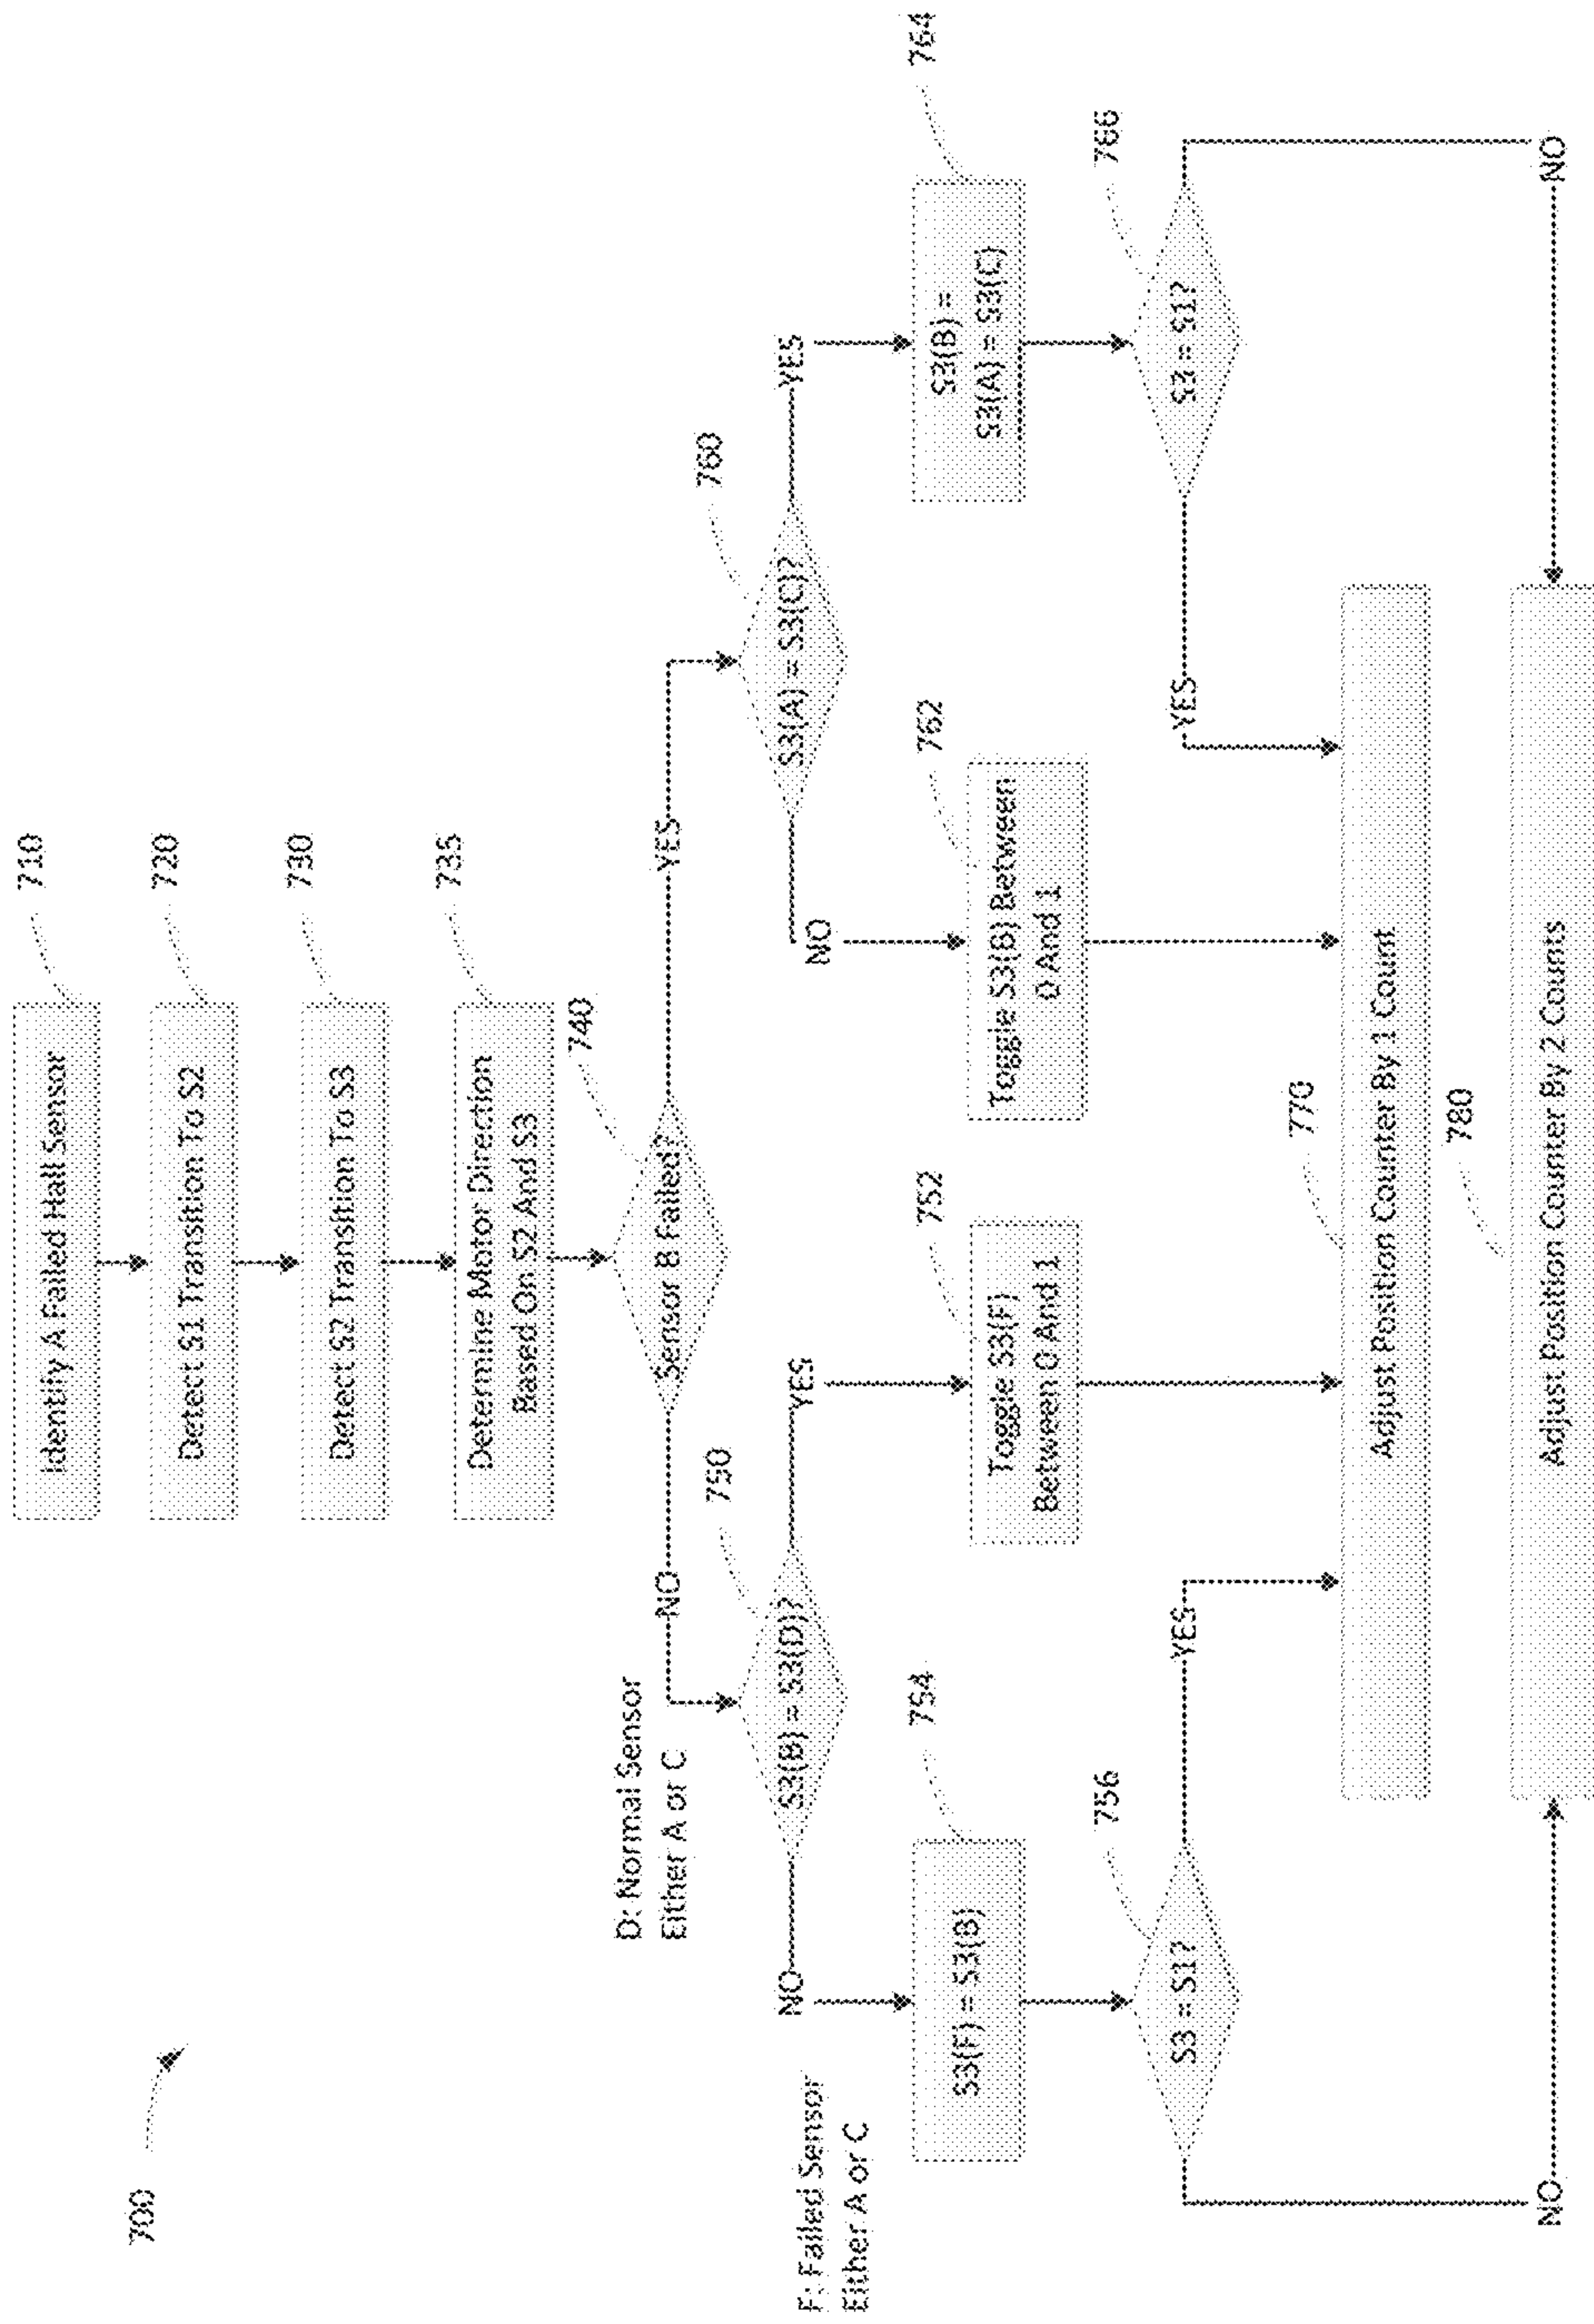 700
710
Identify A Failed Hall Sensor
720
Detect S1 Transition To S2
730
Detect S2 Transition To S3
735
Determine Motor Direction
Based On S2 And S3
740
Sensor B Failed?
NO
YES
D: Normal Sensor
Either A or C
750
S3(B) = S3(D)?
760
S3(A) = S3(C)?
NO
YES
NO
YES
F: Failed Sensor
Either A or C
754
S3(F) = S3(B)
752
Toggle S3(F)
Between 0 And 1
762
Toggle S3(B) Between
0 And 1
764
S3(B) =
S3(A) = S3(C)
756
S3 = S1?
YES
766
S3 = S1?
YES
770
Adjust Position Counter By 1 Count
780
NO
Adjust Position Counter By 2 Counts
NO